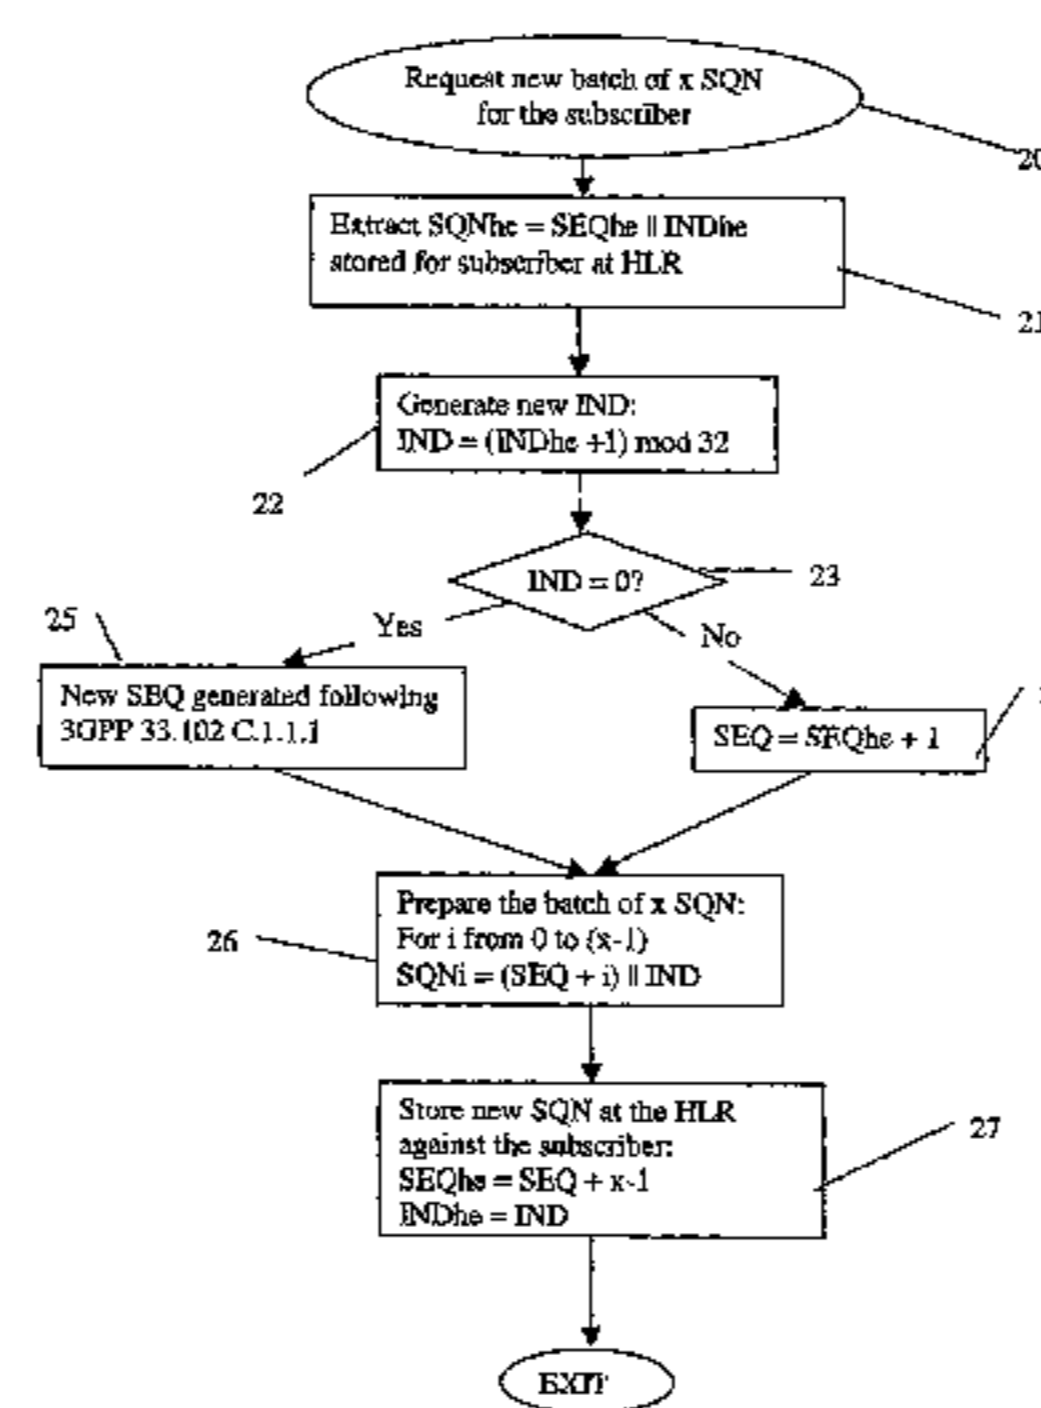 Request new batch of x SQN
for the subscriber
20
Extract SQNhe = SEQhe || INDhe
stored for subscriber at HLR
21
Generate new IND:
IND = (INDhe +1) mod 32
22
IND = 0?
23
25
Yes
No
New SEQ generated following
3GPP 33.102 C.1.1.1
SEQ = SEQhe + 1
Prepare the batch of x SQN:
For i from 0 to (x-1)
SQNi = (SEQ + i) || IND
26
Store new SQN at the HLR
against the subscriber:
SEQhe = SEQ + x-1
INDhe = IND
27
EXIT